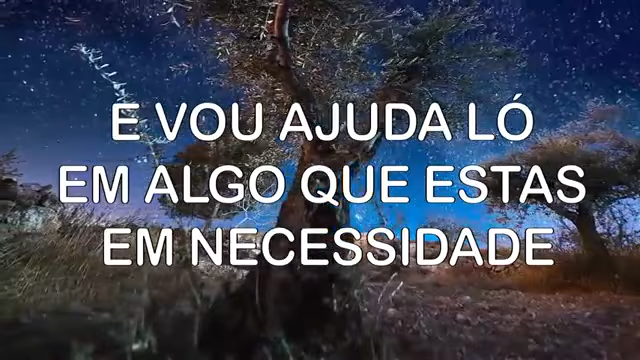 E VOU AJUDA LÓ
EM ALGO QUE ESTAS
EM NECESSIDADE